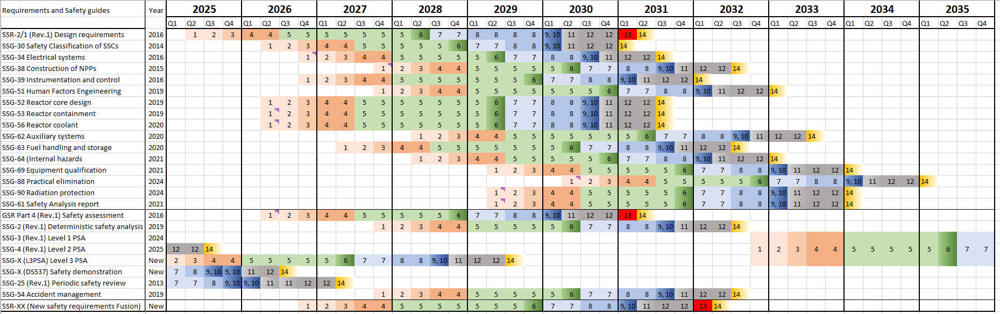 Requirements and Safety guides Year 2025 2026 2027 2028 2029 2030 2031 2032 2033 2034 2035
Q1 Q2 Q3 Q4 Q1 Q2 Q3 Q4 Q1 Q2 Q3 Q4 Q1 Q2 Q3 Q4 Q1 Q2 Q3 Q4 Q1 Q2 Q3 Q4 Q1 Q2 Q3 Q4 Q1 Q2 Q3 Q4 Q1 Q2 Q3 Q4 Q1 Q2 Q3 Q4 Q1 Q2 Q3 Q4
SSR-2/1 (Rev.1) Design requirements 2016 1 2 3 4 4 5 5 5 5 5 5 5 6 7 7 8 8 8 8 9, 10 11 12 12 13 14
SSG-30 Safety Classification of SSCs 2014 1 2 3 4 4 5 5 5 5 5 6 7 7 8 8 9, 10 11 12 12 14
SSG-34 Electrical systems 2016 1 2 3 4 4 5 5 5 5 5 6 7 7 8 8 9, 10 11 12 12 14
SSG-38 Construction of NPPs 2015 1 2 3 4 4 5 5 5 5 5 6 7 7 8 8 9, 10 11 12 12 14
SSG-39 Instrumentation and control 2016 1 2 3 4 4 5 5 5 5 5 5 5 6 7 7 8 8 9, 10 11 12 12 14
SSG-51 Human Factors Engeineering 2019 1 2 3 4 4 5 5 5 5 5 5 5 6 7 7 8 8 9, 10 11 12 12 14
SSG-52 Reactor core design 2019 1 2 3 4 4 5 5 5 5 5 5 5 6 7 7 8 8 9, 10 11 12 12 14
SSG-53 Reactor containment 2019 1 2 3 4 4 5 5 5 5 5 5 5 6 7 7 8 8 9, 10 11 12 12 14
SSG-56 Reactor coolant 2020 1 2 3 4 4 5 5 5 5 5 5 5 6 7 7 8 8 9, 10 11 12 12 14
SSG-62 Auxiliary systems 2020 1 2 3 4 4 5 5 5 5 5 5 5 6 7 7 8 8 9, 10 11 12 12 14
SSG-63 Fuel handling and storage 2020 1 2 3 4 4 5 5 5 5 5 5 5 6 7 7 8 8 9, 10 11 12 12 14
SSG-64 (Internal hazards 2021 1 2 3 4 4 5 5 5 5 5 6 7 7 8 8 9, 10 11 12 12 14
SSG-69 Equipment qualification 2021 1 2 3 4 4 5 5 5 5 5 6 7 7 8 8 9, 10 11 12 12 14
SSG-88 Practical elimination 2024 1 2 3 4 4 5 5 5 5 5 6 7 7 8 8 9, 10 11 12 12 14
SSG-90 Radiation protection 2024 1 2 3 4 4 5 5 5 5 5 6 7 7 8 8 9, 10 11 12 12 14
SSG-61 Safety Analysis report 2021 1 2 3 4 4 5 5 5 5 5 6 7 7 8 8 9, 10 11 12 12 14
GSR Part 4 (Rev.1) Safety assessment 2016 1 2 3 4 4 5 5 5 5 5 6 7 7 8 8 9, 10 11 12 12 13 14
SSG-2 (Rev.1) Deterministic safety analysis 2019 1 2 3 4 4 5 5 5 5 5 6 7 7 8 8 9, 10 11 12 12 14
SSG-3 (Rev.1) Level 1 PSA 2024
SSG-4 (Rev.1) Level 2 PSA 2025 12 12 14 1 2 3 4 4 5 5 5 5 5 6 7 7
SSG-X (L3PSA) Level 3 PSA New 2 3 4 4 5 5 5 5 5 6 7 7 8 8 9, 10 11 12 12 14
SSG-X (DS537) Safety demonstration New 7 8 9, 10 9, 10 11 12 14
SSG-25 (Rev.1) Periodic safety review 2013 7 7 8 9, 10 9, 10 11 11 12 12 14
SSG-54 Accident management 2019 1 2 3 4 4 5 5 5 5 5 6 7 7 8 8 9, 10 11 12 12 14
SSR-XX (New safety requirements Fusion) New 1 2 3 4 4 5 5 5 5 5 5 5 6 7 7 8 8 9, 10 11 12 12 13 14